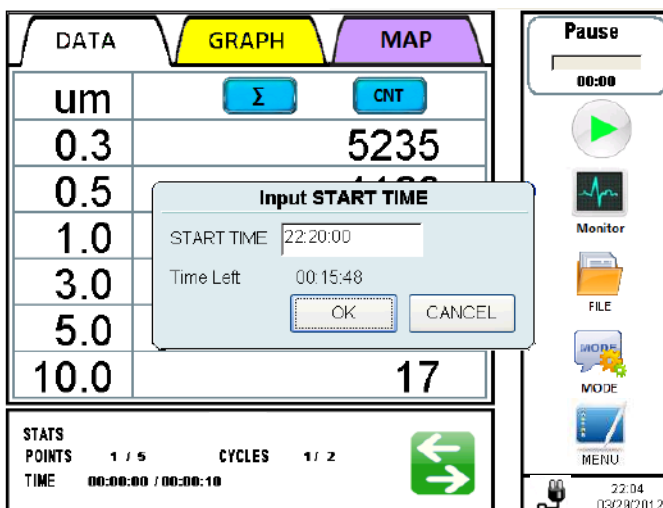 DATA GRAPH MAP
um Σ CNT
0.3 5235
0.5
1.0
3.0
5.0
10.0 17
Input START TIME
START TIME 22:20:00
Time Left 00:15:48
OK CANCEL
STATS
POINTS 1 / 5 CYCLES 1 / 2
TIME 00:00:00 / 00:00:10
Pause
00:00
Monitor
FILE
MODE
MODE
MENU
22:04
03/29/2012